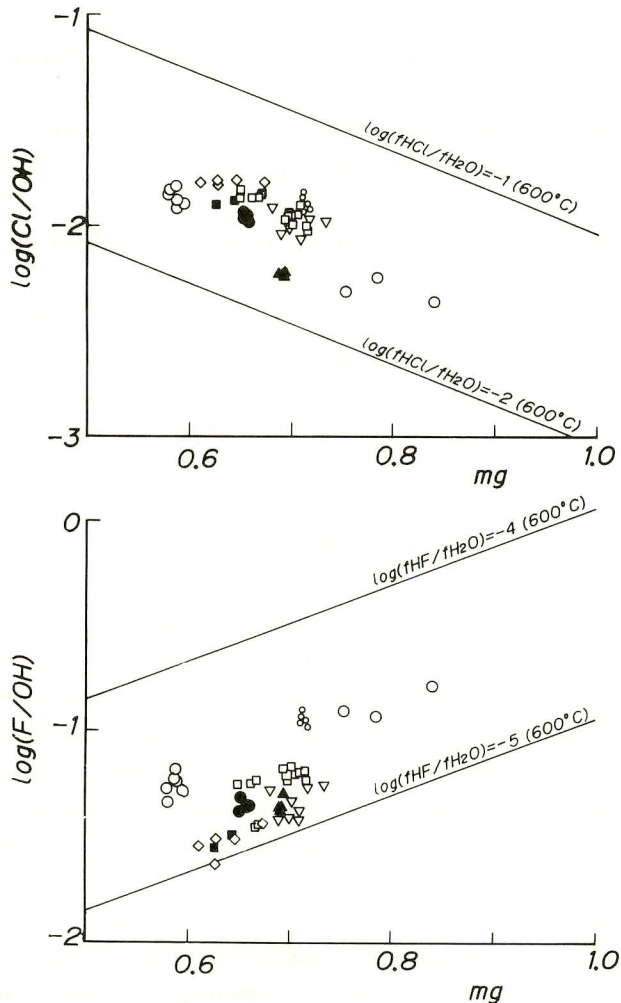 -1
log(fHCl/fH2O)=-1 (600°C)
log(Cl/OH)
-2
log(fHCl/fH2O)=-2 (600°C)
-3
0.6
0.8
1.0
mg
0
log(fHF/fH2O)=-4 (600°C)
log(F/OH)
-1
log(fHF/fH2O)=-5 (600°C)
-2
0.6
0.8
1.0
mg